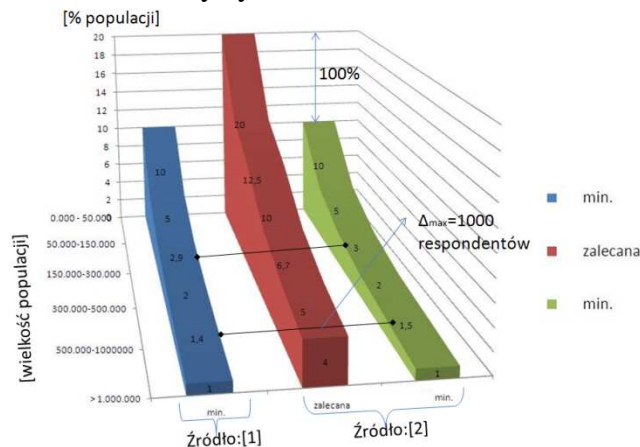 [% populacji]
20
18
16
14
12
10
8
6
4
2
0
0.000 - 50.000
50.000-150.000
150.000-300.000
300.000-500.000
500.000-1000000
> 1.000.000
[wielkość populacji]
10
5
2,9
2
1,4
1
20
12,5
10
6,7
5
4
10
5
3
2
1,5
1
100%
Δmax=1000
respondentów
min.
zalecana
min.
min.
zalecana
min.
Źródło:[1]
Źródło:[2]